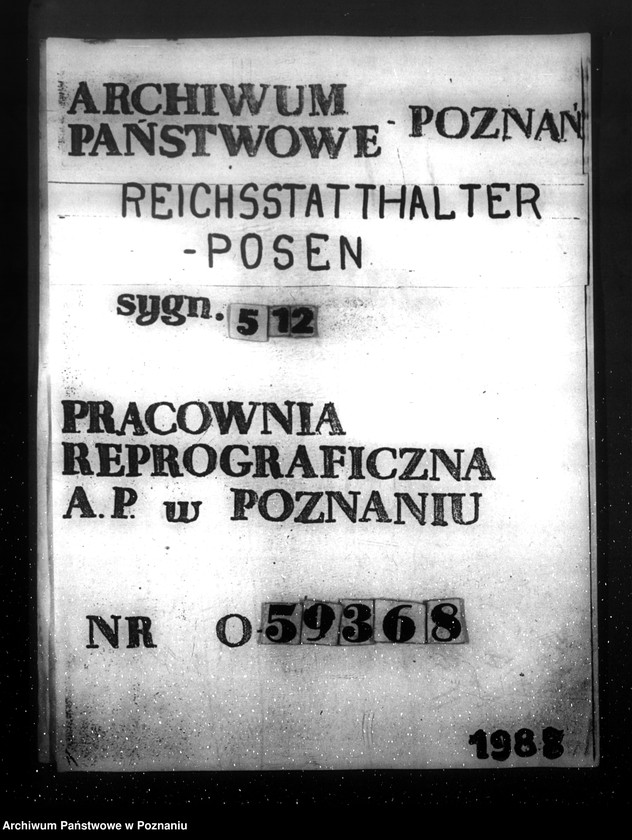 ARCHIWUM
PAŃSTWOWE - POZNAŃ
REICHSSTATTHALTER
-POSEN
sygn. 512
PRACOWNIA
REPROGRAFICZNA
A.P. w POZNANIU
NR O-59368
1988
Archiwum Państwowe w Poznaniu